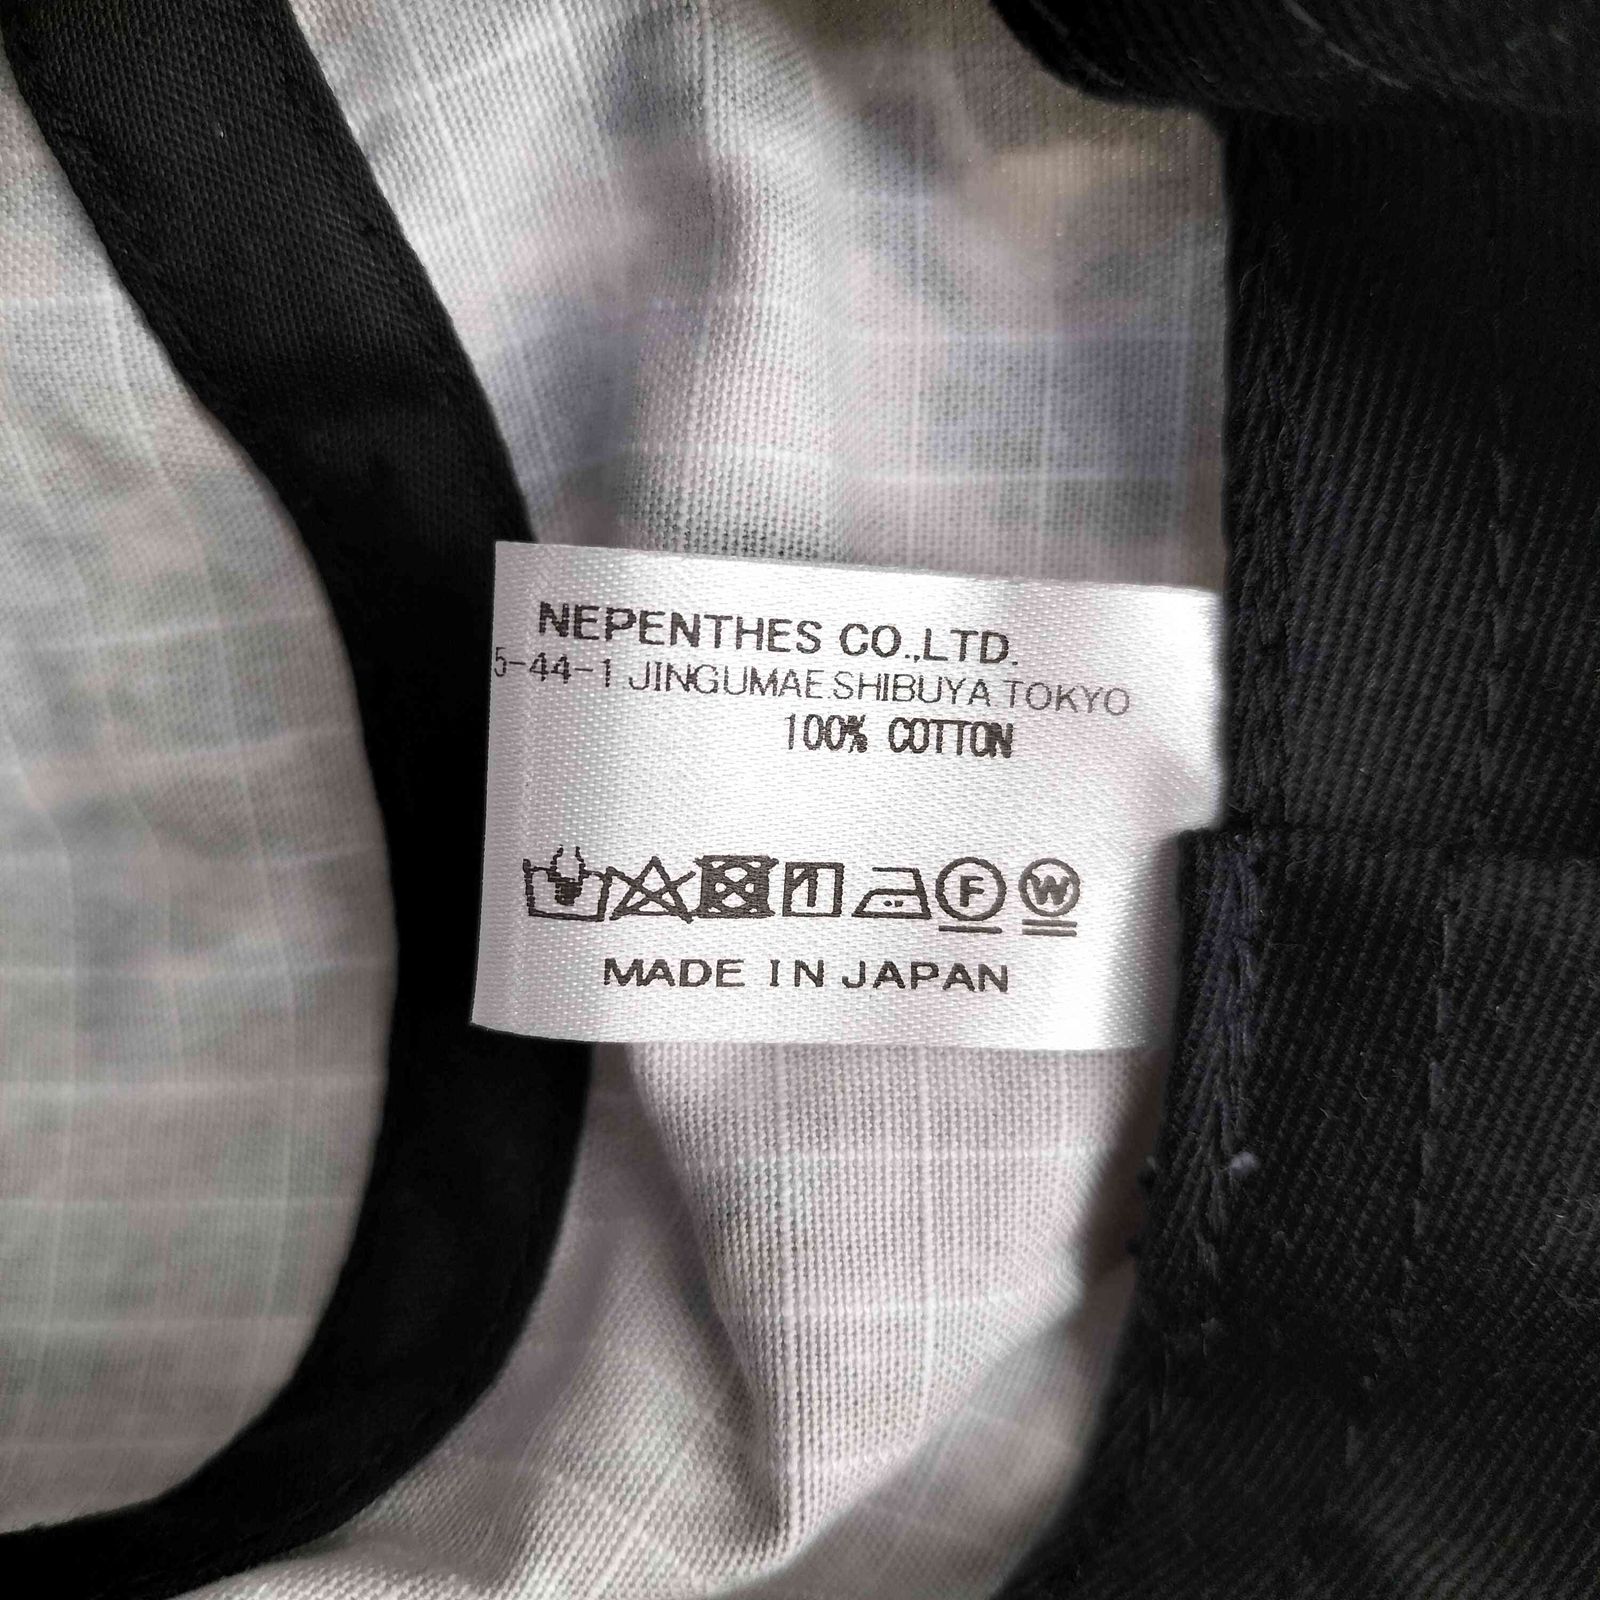 NEPENTHES CO.,LTD.
5-44-1 JINGUMAE SHIBUYA TOKYO
100% COTTON
F W
MADE IN JAPAN